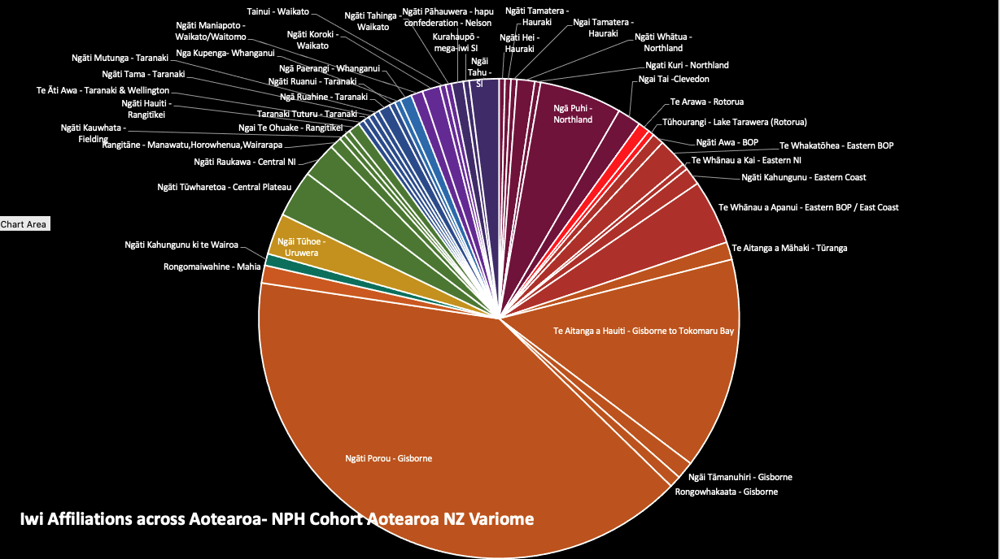 Tainui - Waikato
Ngāti Tahinga -
Waikato
Ngāti Pāhauwera - hapu
confederation - Nelson
Ngāti Tamatera -
Hauraki
Ngai Tamatera -
Hauraki
Ngāti Maniapoto -
Waikato/Waitomo
Ngāti Koroki -
Waikato
Kurahaupō -
mega-iwi SI
Ngāti Hei -
Hauraki
Ngāti Whātua -
Northland
Nga Kupenga- Whanganui
Ngāti Mutunga - Taranaki
Ngā Paerangi - Whanganui
Ngāi
Tahu -
SI
Ngati Kuri - Northland
Ngāti Tama - Taranaki
Ngāti Ruanui - Taranaki
Ngai Tai -Clevedon
Te Āti Awa - Taranaki & Wellington
Ngā Ruahine - Taranaki
Ngāti Hauiti -
Rangitīkei
Taranaki Tuturu - Taranaki
Ngā Puhi -
Northland
Te Arawa - Rotorua
Ngāti Kauwhata -
Fielding
Ngai Te Ohuake - Rangitikei
Tūhourangi - Lake Tarawera (Rotorua)
Rangitāne - Manawatu,Horowhenua,Wairarapa
Ngāti Awa - BOP
Te Whakatōhea - Eastern BOP
Ngāti Raukawa - Central NI
Te Whānau a Kai - Eastern NI
Ngāti Kahungunu - Eastern Coast
Ngāti Tūwharetoa - Central Plateau
Te Whānau a Apanui - Eastern BOP / East Coast
Chart Area
Ngāti Kahungunu ki te Wairoa
Ngāi Tūhoe -
Uruwera
Te Aitanga a Māhaki - Tūranga
Rongomaiwahine - Mahia
Te Aitanga a Hauiti - Gisborne to Tokomaru Bay
Ngāti Porou - Gisborne
Ngāi Tāmanuhiri - Gisborne
Rongowhakaata - Gisborne
Iwi Affiliations across Aotearoa- NPH Cohort Aotearoa NZ Variome